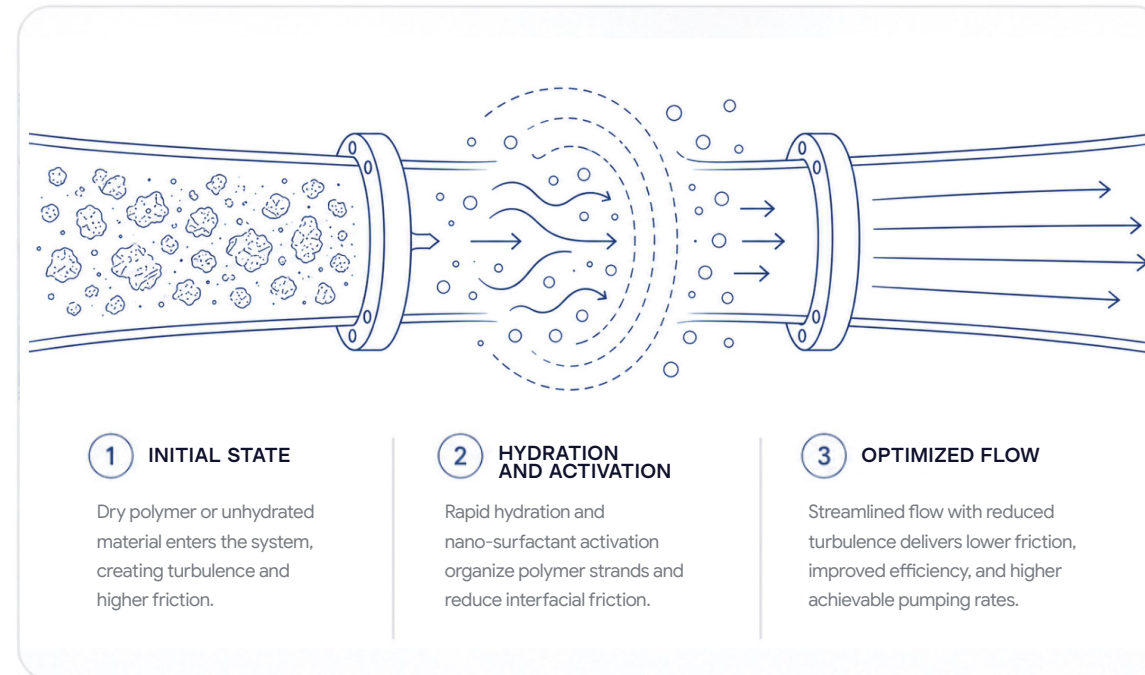 1 INITIAL STATE
Dry polymer or unhydrated
material enters the system,
creating turbulence and
higher friction.
2 HYDRATION
AND ACTIVATION
Rapid hydration and
nano-surfactant activation
organize polymer strands and
reduce interfacial friction.
3 OPTIMIZED FLOW
Streamlined flow with reduced
turbulence delivers lower friction,
improved efficiency, and higher
achievable pumping rates.